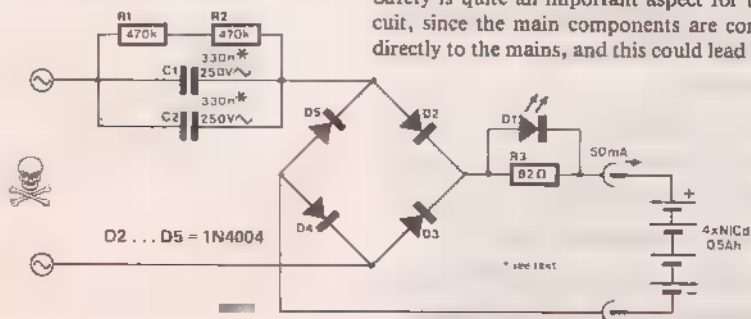 Safety is quite an important aspect for
cuit, since the main components are con
directly to the mains, and this could lead
R1
470k
R2
470k
C1
330n*
250V~
C2
330n*
250V~
D5
D2
D4
D3
D1
R3
82Ω
50mA
+
4xNiCd
0.5Ah
D2 . . . D5 = 1N4004
* see text